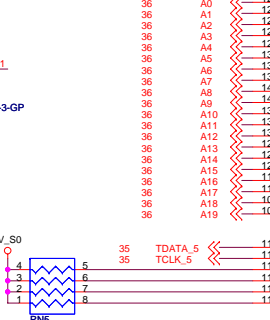 36 A0
36 A1
36 A2
36 A3
36 A4
36 A5
36 A6
36 A7
36 A8
36 A9
36 A10
36 A11
36 A12
36 A13
36 A14
36 A15
36 A16
36 A17
36 A18
36 A19
1
-3-GP
V_S0
35 TDATA_5
35 TCLK_5
4 5
3 6
2 7
1 8
RN5